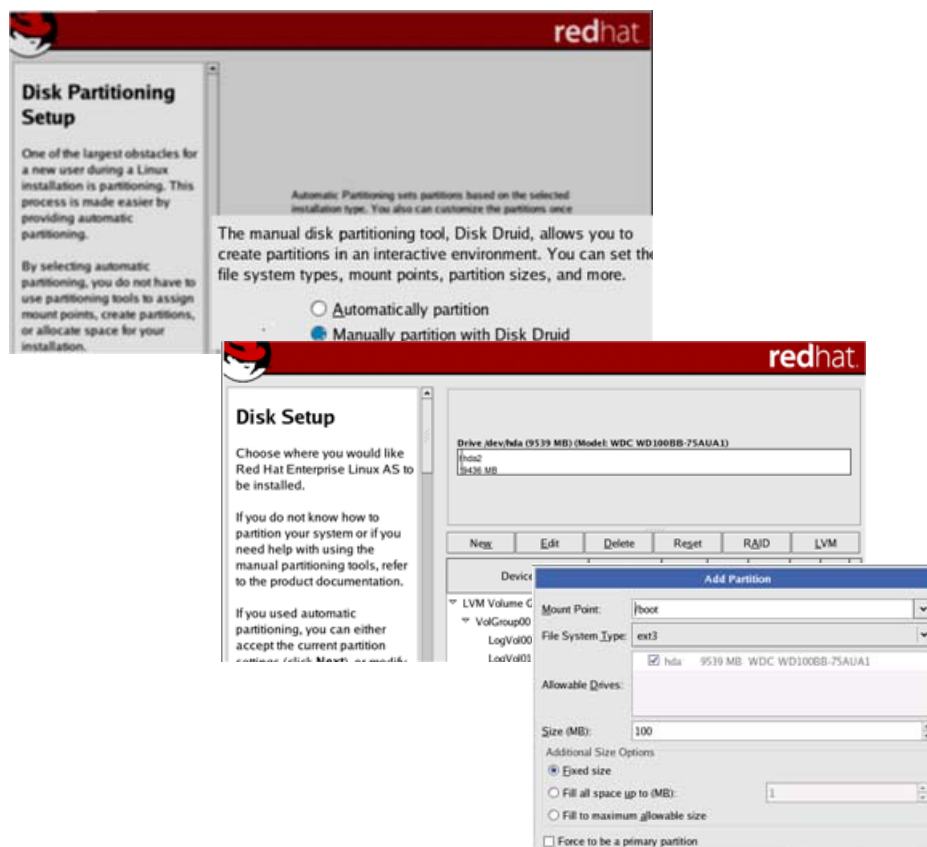 redhat.
Disk Partitioning
Setup
One of the largest obstacles for
a new user during a Linux
installation is partitioning. This
process is made easier by
providing automatic
partitioning.
By selecting automatic
partitioning, you do not have to
use partitioning tools to assign
mount points, create partitions,
or allocate space for your
installation.
Automatic Partitioning sets partitions based on the selected
installation type. You also can customize the partitions once
The manual disk partitioning tool, Disk Druid, allows you to
create partitions in an interactive environment. You can set the
file system types, mount points, partition sizes, and more.
Automatically partition
Manually partition with Disk Druid
redhat.
Disk Setup
Choose where you would like
Red Hat Enterprise Linux AS to
be installed.
If you do not know how to
partition your system or if you
need help with using the
manual partitioning tools, refer
to the product documentation.
If you used automatic
partitioning, you can either
accept the current partition
settings (click Next), or modify
Drive /dev/hda (9539 MB) (Model: WDC WD100BB-75AUA1)
hda2
9436 MB
New Edit Delete Reset RAID LVM
Device
LVM Volume G
VolGroup00
LogVol00
LogVol01
Add Partition
Mount Point: /boot
File System Type: ext3
hda 9539 MB WDC WD100BB-75AUA1
Allowable Drives:
Size (MB): 100
Additional Size Options
Fixed size
Fill all space up to (MB): 1
Fill to maximum allowable size
Force to be a primary partition